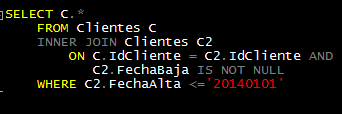 SELECT C.*
FROM Clientes C
INNER JOIN Clientes C2
ON C.IdCliente = C2.IdCliente AND
C2.FechaBaja IS NOT NULL
WHERE C2.FechaAlta <='20140101'